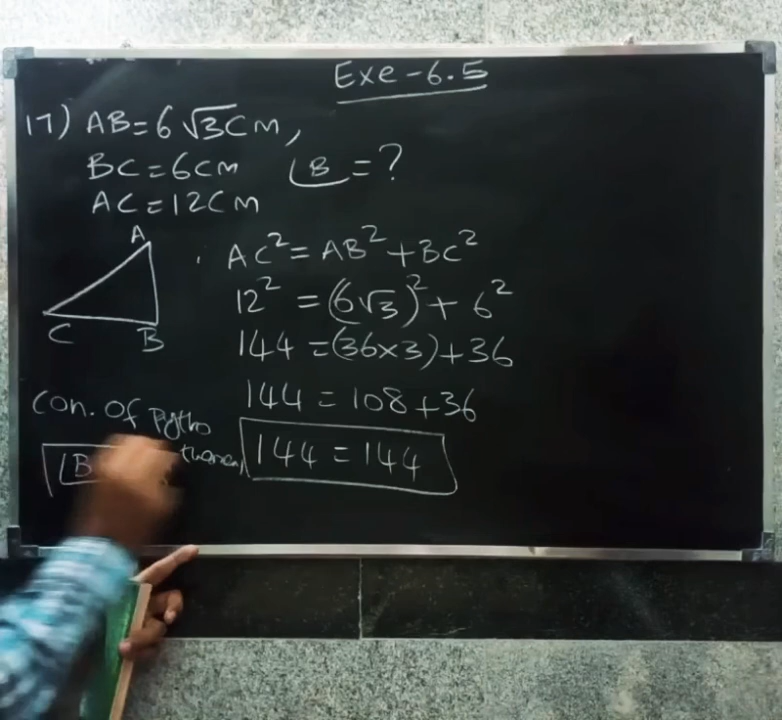 Exe-6.5
17) AB=6√3CM,
BC=6CM ∠B=?
AC=12CM
A
C
B
AC²=AB²+BC²
12²=(6√3)²+6²
144=(36×3)+36
144=108+36
144=144
Con. Of Pytho
∠B